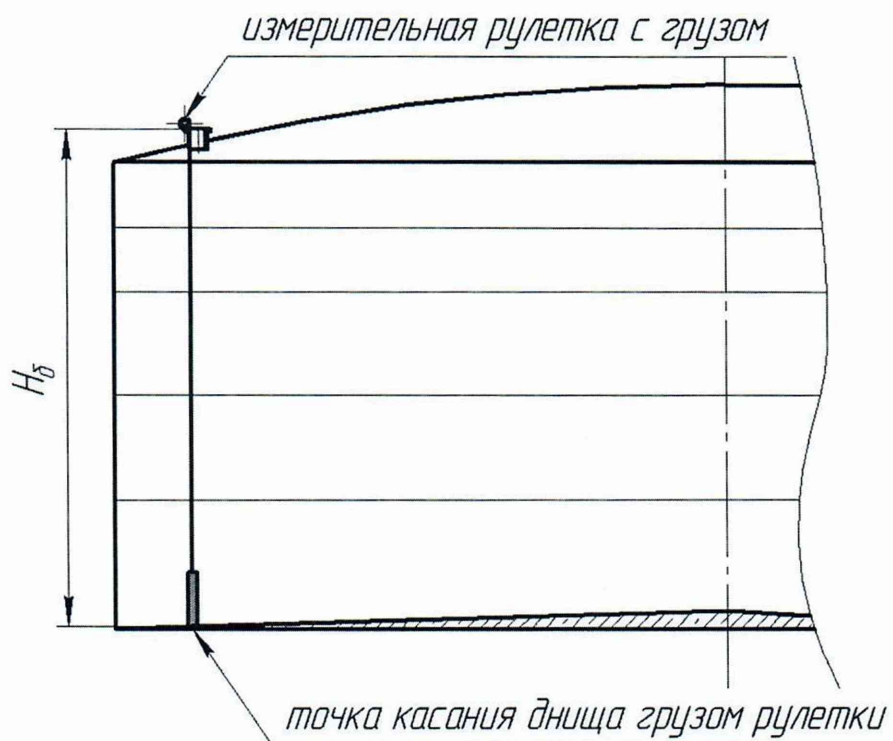 измерительная рулетка с грузом
Hб
точка касания днища грузом рулетки